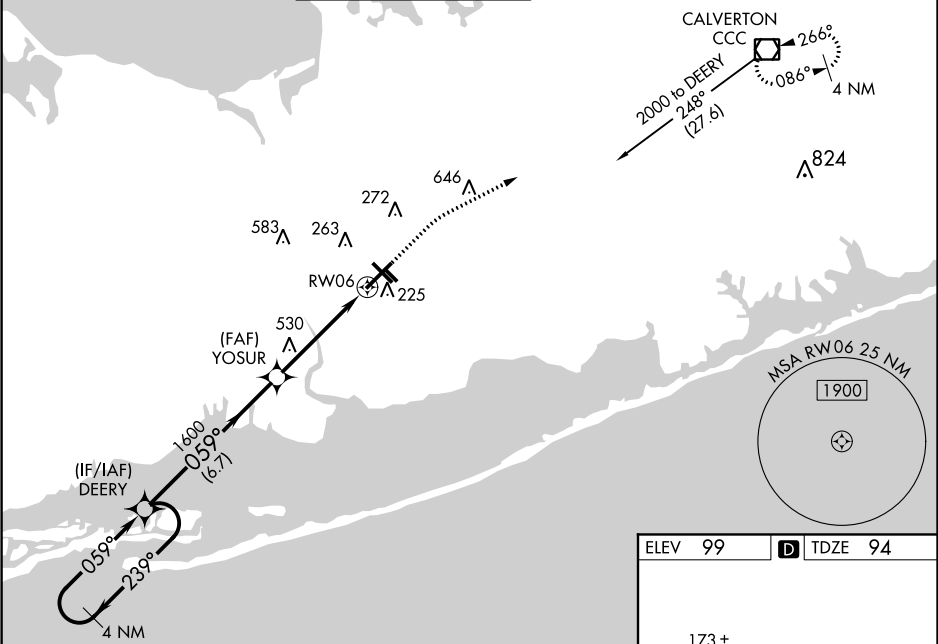 CALVERTON
CCC
266°
086°
4 NM
2000 to DEERY
248°
(27.6)
824
646
272
583
263
RW06
225
530
(FAF)
YOSUR
1600
059°
(6.7)
(IF/IAF)
DEERY
059°
239°
4 NM
MSA RW06 25 NM
1900
ELEV 99
D
TDZE 94
173 ±